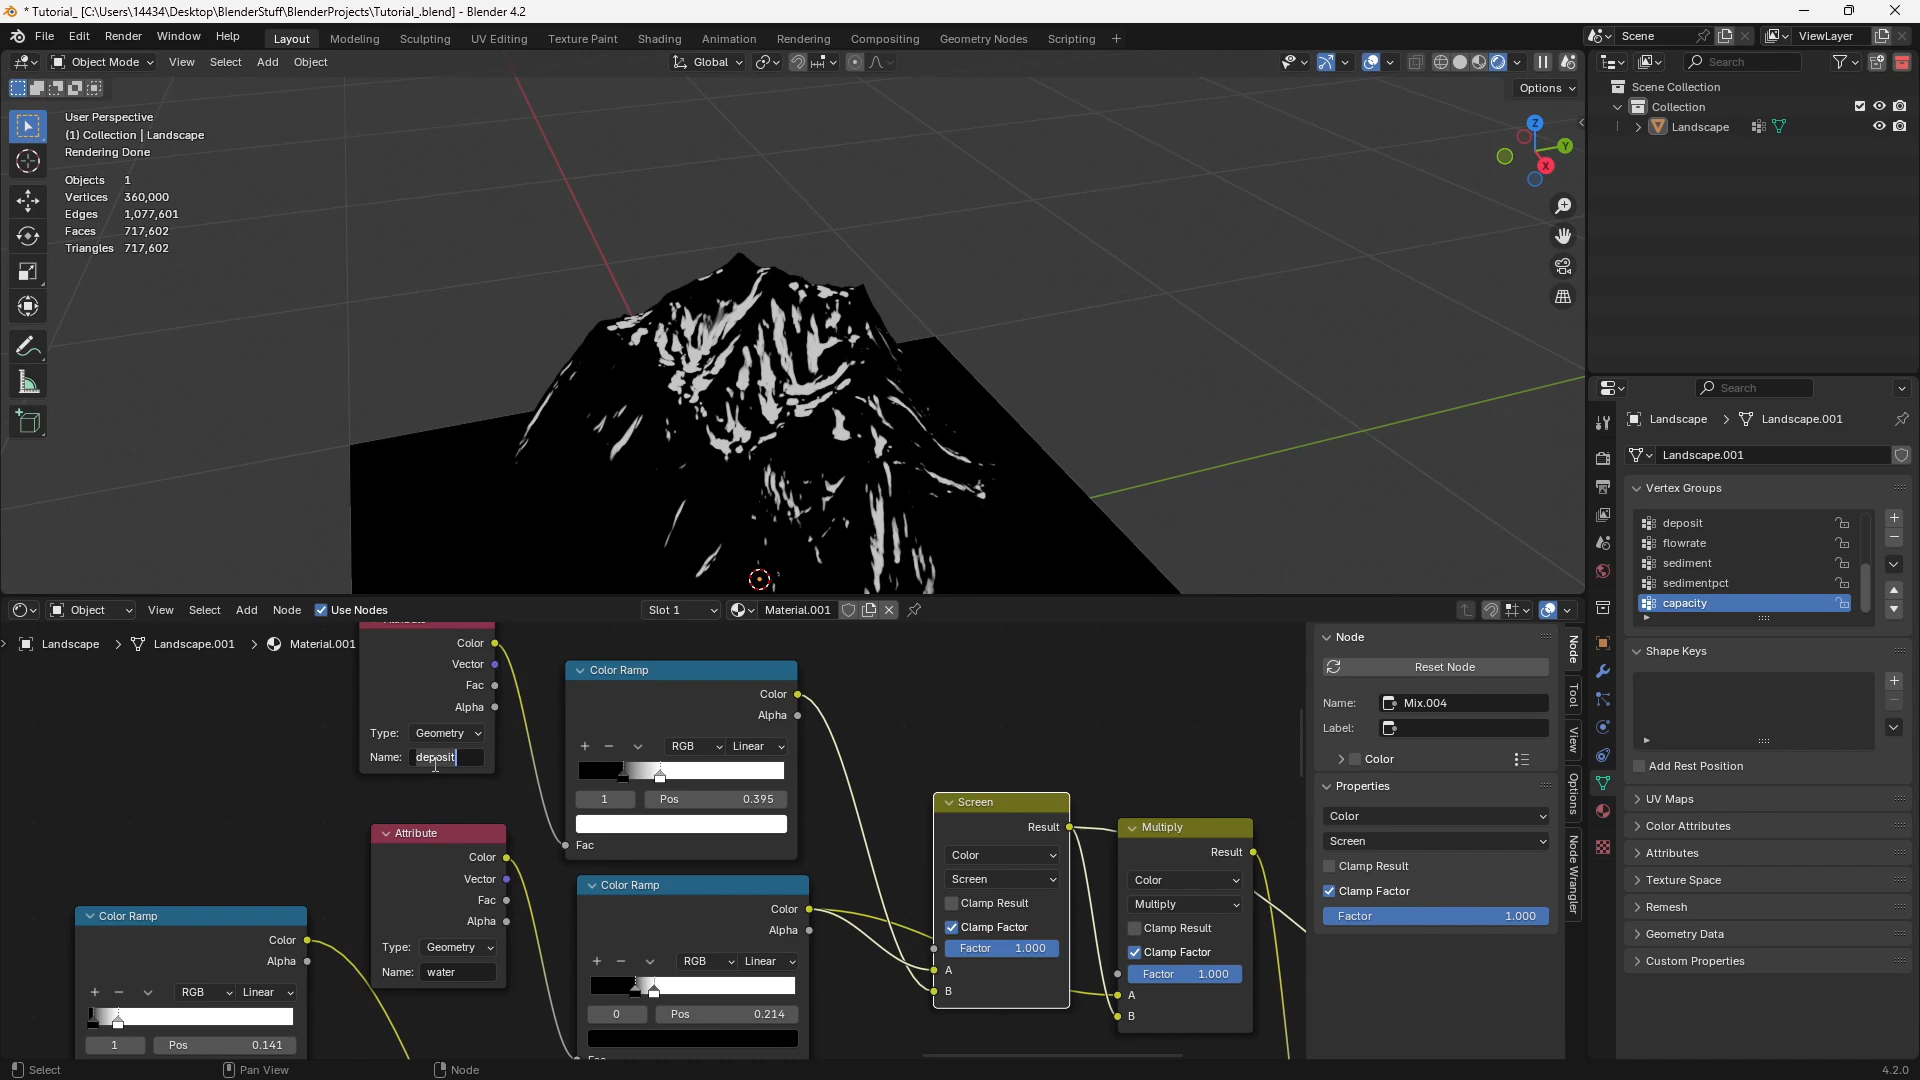 * Tutorial_ [C:\Users\14434\Desktop\BlenderStuff\BlenderProjects\Tutorial_.blend] - Blender 4.2
File Edit Render Window Help Layout Modeling Sculpting UV Editing Texture Paint Shading Animation Rendering Compositing Geometry Nodes Scripting + Scene ViewLayer
Object Mode View Select Add Object Global Search
Options
User Perspective
(1) Collection | Landscape
Rendering Done
Objects 1
Vertices 360,000
Edges 1,077,601
Faces 717,602
Triangles 717,602
Z
Y
X
Scene Collection
Collection
Landscape
Search
Landscape > Landscape.001
Landscape.001
Vertex Groups
deposit
flowrate
sediment
sedimentpct
capacity
Shape Keys
Add Rest Position
UV Maps
Color Attributes
Attributes
Texture Space
Remesh
Geometry Data
Custom Properties
Object View Select Add Node Use Nodes Slot 1 Material.001
Landscape > Landscape.001 > Material.001
Color
Vector
Fac
Alpha
Type: Geometry
Name: deposit
Color Ramp
Color
Alpha
RGB Linear
1 Pos 0.395
Fac
Attribute
Color
Vector
Fac
Alpha
Type: Geometry
Name: water
Color Ramp
Color
Alpha
RGB Linear
0 Pos 0.214
Color Ramp
Color
Alpha
RGB Linear
1 Pos 0.141
Screen
Result
Color
Screen
Clamp Result
Clamp Factor
Factor 1.000
A
B
Multiply
Result
Color
Multiply
Clamp Result
Clamp Factor
Factor 1.000
A
B
Node
Reset Node
Name: Mix.004
Label:
Color
Properties
Color
Screen
Clamp Result
Clamp Factor
Factor 1.000
Node
Tool
View
Options
Node Wrangler
Select Pan View Node 4.2.0